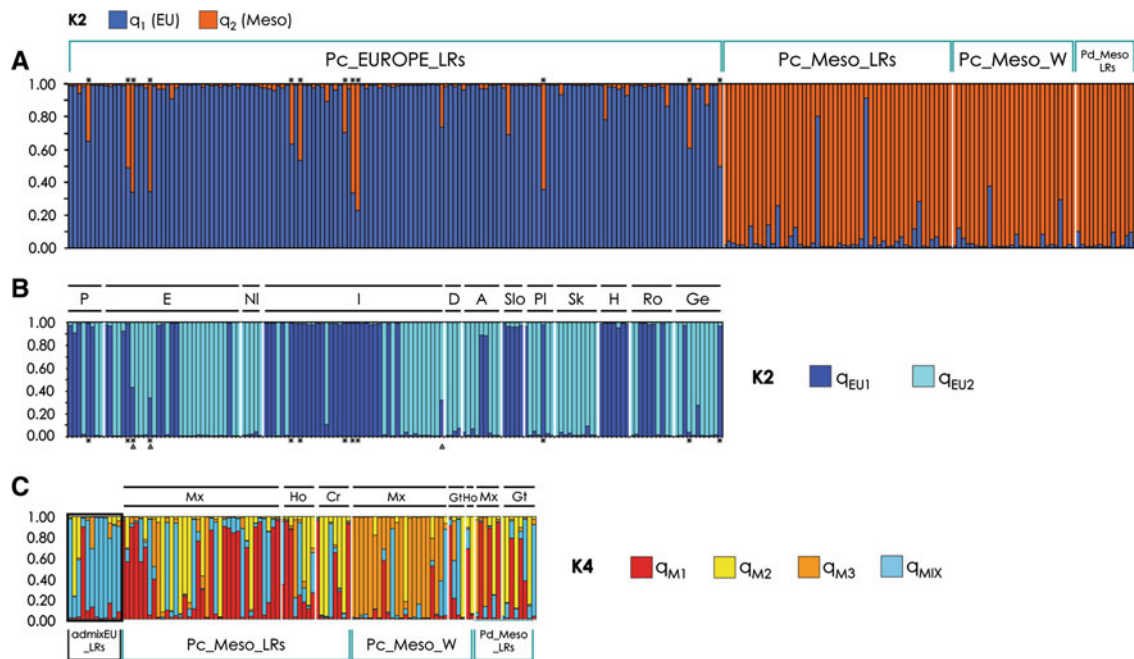 K2 q1 (EU) q2 (Meso)
A
Pc_EUROPE_LRs Pc_Meso_LRs Pc_Meso_W Pd_Meso LRs
1.00
0.80
0.60
0.40
0.20
0.00
B
P E Nl I D A Slo Pl Sk H Ro Ge
1.00
0.80
0.60
0.40
0.20
0.00
K2 qEU1 qEU2
C
Mx Ho Cr Mx Gt Ho Mx Gt
1.00
0.80
0.60
0.40
0.20
0.00
K4 qM1 qM2 qM3 qMIX
admixEU _LRs Pc_Meso_LRs Pc_Meso_W Pd_Meso LRs